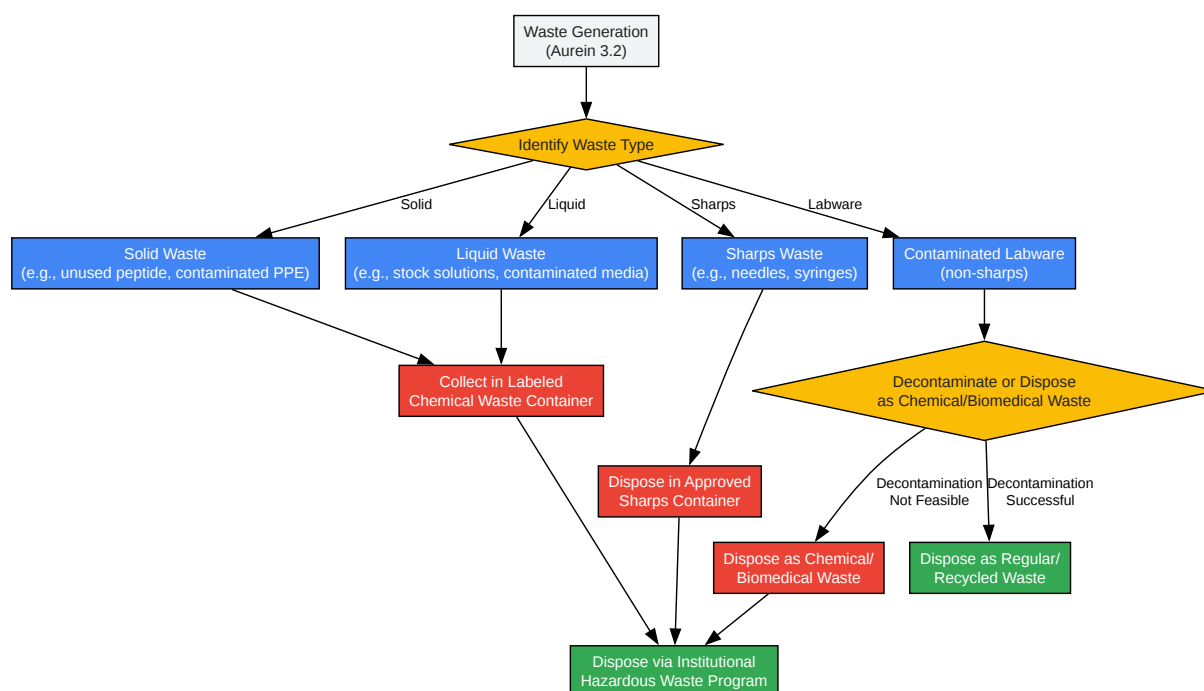 Waste Generation
(Aurein 3.2)
Identify Waste Type
Solid
Liquid
Sharps
Labware
Solid Waste
(e.g., unused peptide, contaminated PPE)
Liquid Waste
(e.g., stock solutions, contaminated media)
Sharps Waste
(e.g., needles, syringes)
Contaminated Labware
(non-sharps)
Collect in Labeled
Chemical Waste Container
Decontaminate or Dispose
as Chemical/Biomedical Waste
Dispose in Approved
Sharps Container
Decontamination
Not Feasible
Decontamination
Successful
Dispose as Chemical/
Biomedical Waste
Dispose as Regular/
Recycled Waste
Dispose via Institutional
Hazardous Waste Program